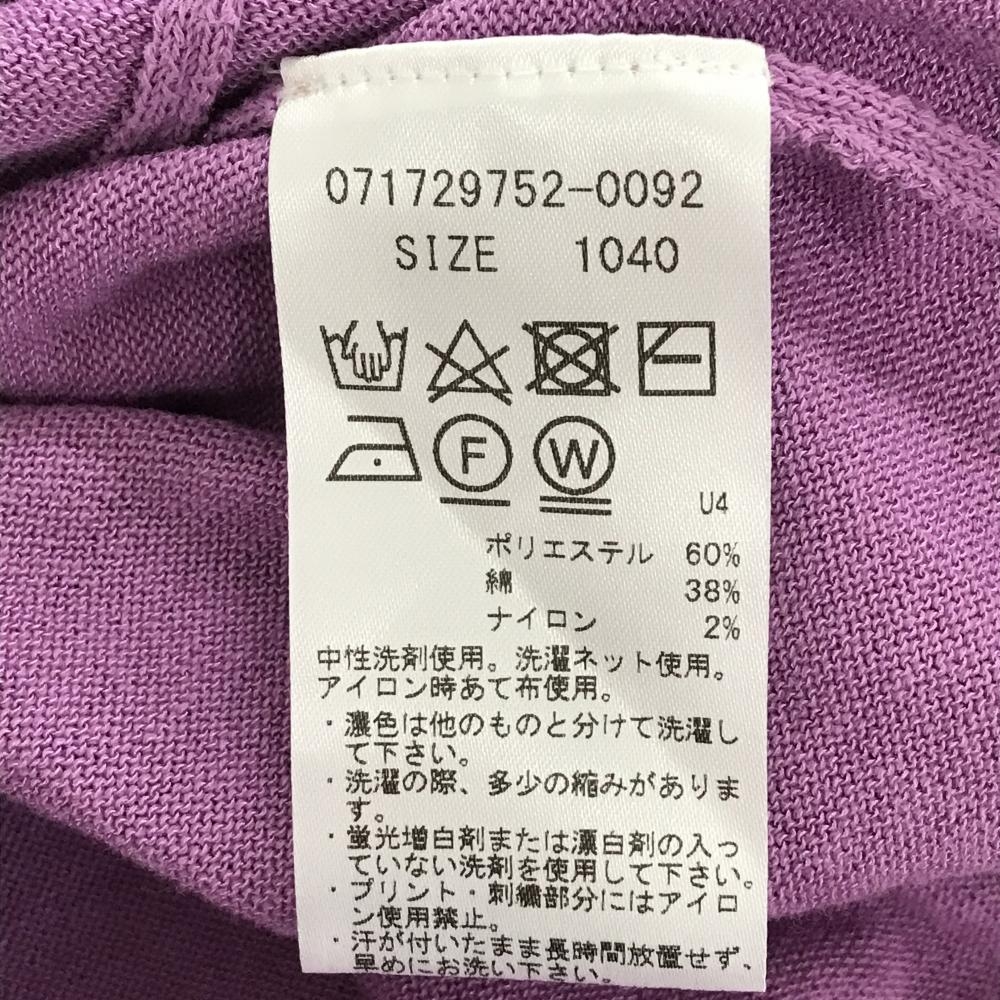 071729752-0092
SIZE 1040
F W
U4
ポリエステル 60%
綿 38%
ナイロン 2%
中性洗剤使用。洗濯ネット使用。
アイロン時あて布使用。
・濃色は他のものと分けて洗濯し
て下さい。
・洗濯の際、多少の縮みがありま
す。
・蛍光増白剤または漂白剤の入っ
ていない洗剤を使用して下さい。
・プリント・刺繍部分にはアイロ
ン使用禁止。
・汗が付いたまま長時間放置せず、
早めにお洗い下さい。